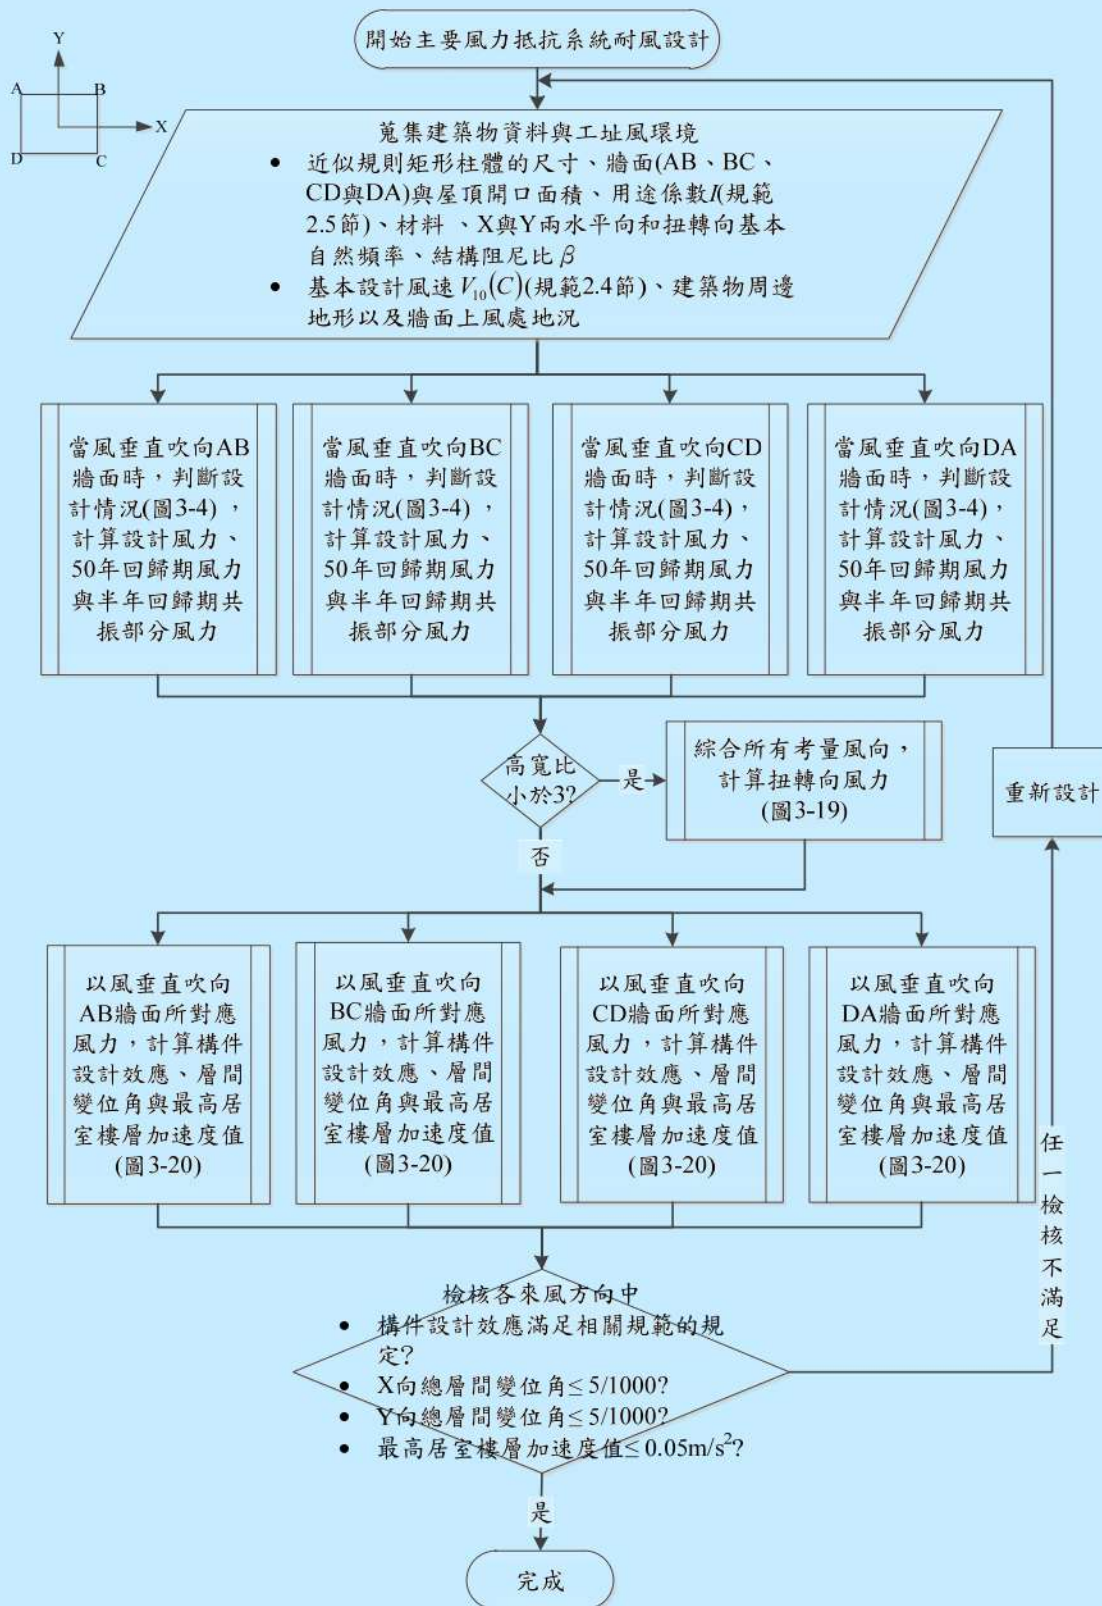 開始主要風力抵抗系統耐風設計
Y
A
B
X
D
C
蒐集建築物資料與工址風環境
• 近似規則矩形柱體的尺寸、牆面(AB、BC、
CD與DA)與屋頂開口面積、用途係數I(規範
2.5節)、材料 、X與Y兩水平向和扭轉向基本
自然頻率、結構阻尼比β
• 基本設計風速 V₁₀(C)(規範2.4節)、建築物周邊
地形以及牆面上風處地況
當風垂直吹向AB
牆面時，判斷設
計情況(圖3-4)，
計算設計風力、
50年回歸期風力
與半年回歸期共
振部分風力
當風垂直吹向BC
牆面時，判斷設
計情況(圖3-4)，
計算設計風力、
50年回歸期風力
與半年回歸期共
振部分風力
當風垂直吹向CD
牆面時，判斷設
計情況(圖3-4)，
計算設計風力、
50年回歸期風力
與半年回歸期共
振部分風力
當風垂直吹向DA
牆面時，判斷設
計情況(圖3-4)，
計算設計風力、
50年回歸期風力
與半年回歸期共
振部分風力
高寬比
小於3?
是
綜合所有考量風向，
計算扭轉向風力
(圖3-19)
重新設計
否
以風垂直吹向
AB牆面所對應
風力，計算構件
設計效應、層間
變位角與最高居
室樓層加速度值
(圖3-20)
以風垂直吹向
BC牆面所對應
風力，計算構件
設計效應、層間
變位角與最高居
室樓層加速度值
(圖3-20)
以風垂直吹向
CD牆面所對應
風力，計算構件
設計效應、層間
變位角與最高居
室樓層加速度值
(圖3-20)
以風垂直吹向
DA牆面所對應
風力，計算構件
設計效應、層間
變位角與最高居
室樓層加速度值
(圖3-20)
任一檢核不滿足
檢核各來風方向中
• 構件設計效應滿足相關規範的規
定?
• X向總層間變位角≤ 5/1000?
• Y向總層間變位角≤ 5/1000?
• 最高居室樓層加速度值≤ 0.05m/s²?
是
完成